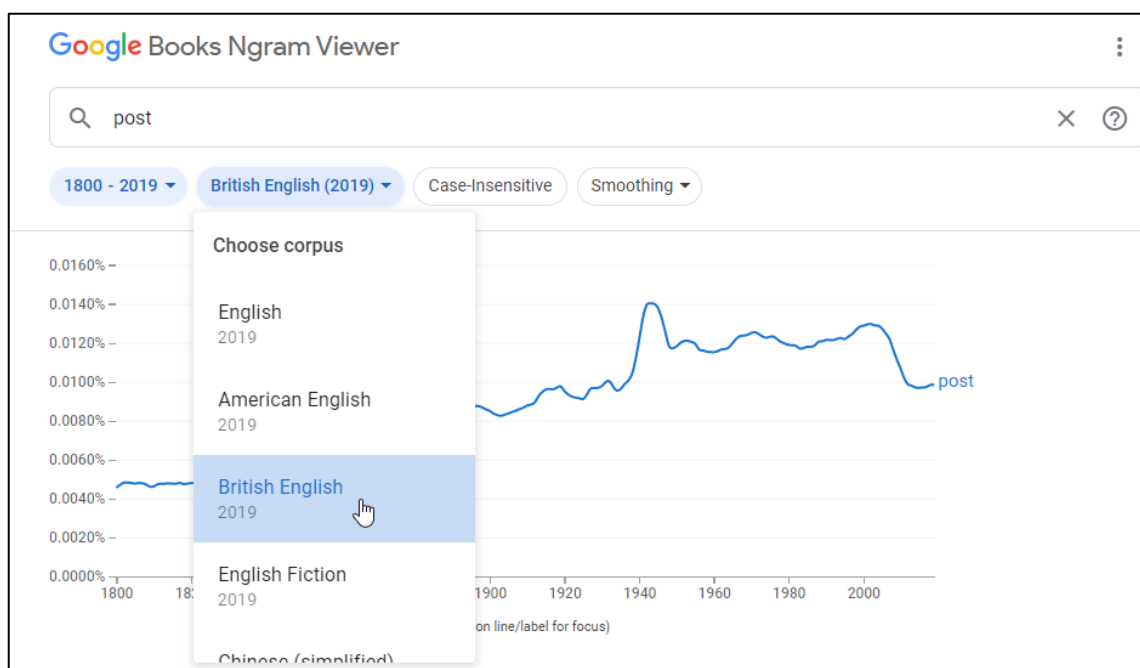 Google Books Ngram Viewer
post
1800 - 2019
British English (2019)
Case-Insensitive
Smoothing
Choose corpus
English
2019
American English
2019
British English
2019
English Fiction
2019
Chinese (simplified)
0.0160%
0.0140%
0.0120%
0.0100%
0.0080%
0.0060%
0.0040%
0.0020%
0.0000%
post
1800 18 1900 1920 1940 1960 1980 2000
on line/label for focus)